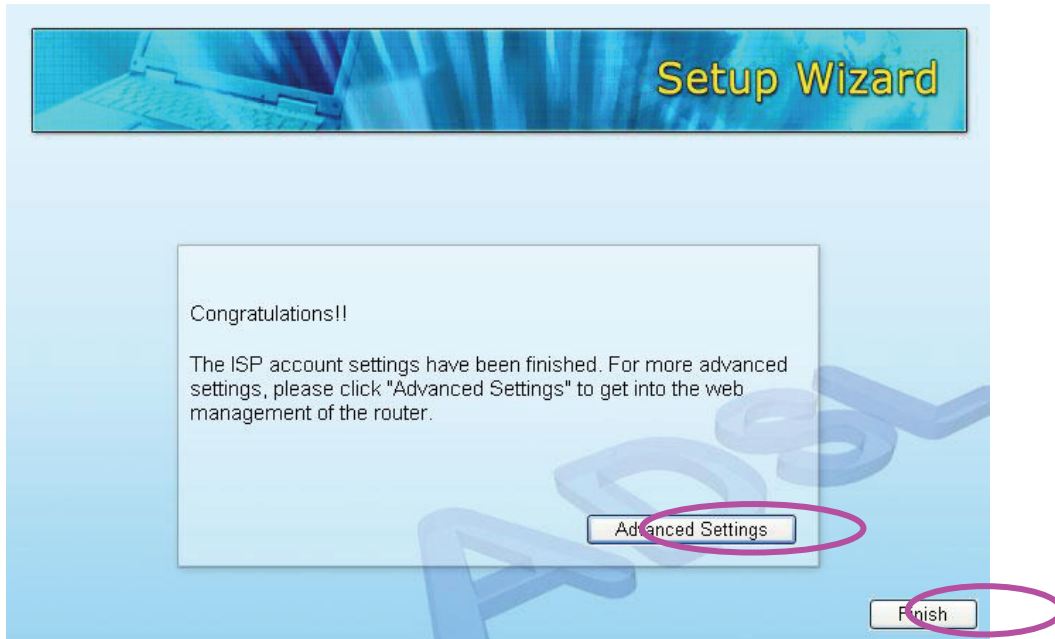 Setup Wizard
Congratulations!!
The ISP account settings have been finished. For more advanced
settings, please click "Advanced Settings" to get into the web
management of the router.
ADSL
Advanced Settings
Finish